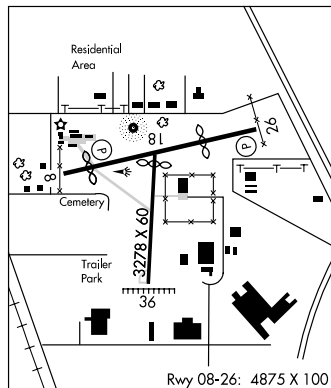 Residential
Area
18
P
26
P
8
Cemetery
3278 X 60
Trailer
Park
36
Rwy 08-26: 4875 X 100